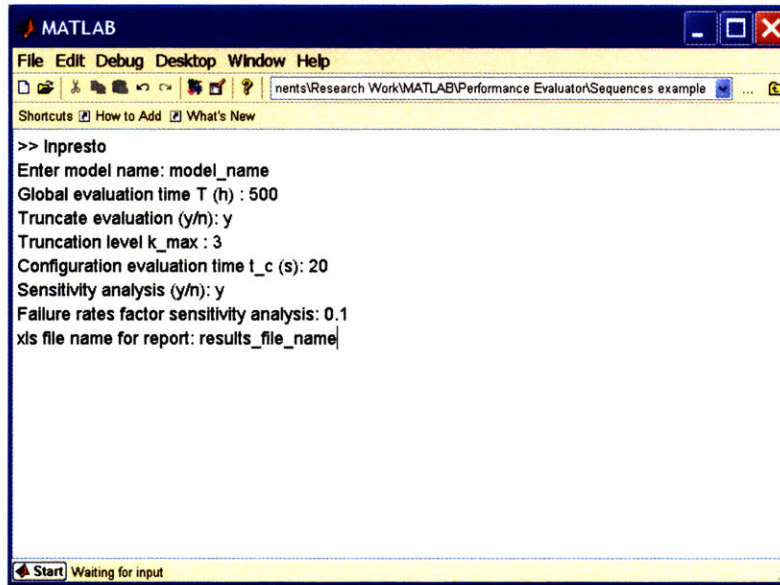 MATLAB
File Edit Debug Desktop Window Help
nents\Research Work\MATLAB\Performance Evaluator\Sequences example ...
Shortcuts How to Add What's New
>> Inpresto
Enter model name: model_name
Global evaluation time T (h) : 500
Truncate evaluation (y/n): y
Truncation level k_max : 3
Configuration evaluation time t_c (s): 20
Sensitivity analysis (y/n): y
Failure rates factor sensitivity analysis: 0.1
xls file name for report: results_file_name
Start Waiting for input